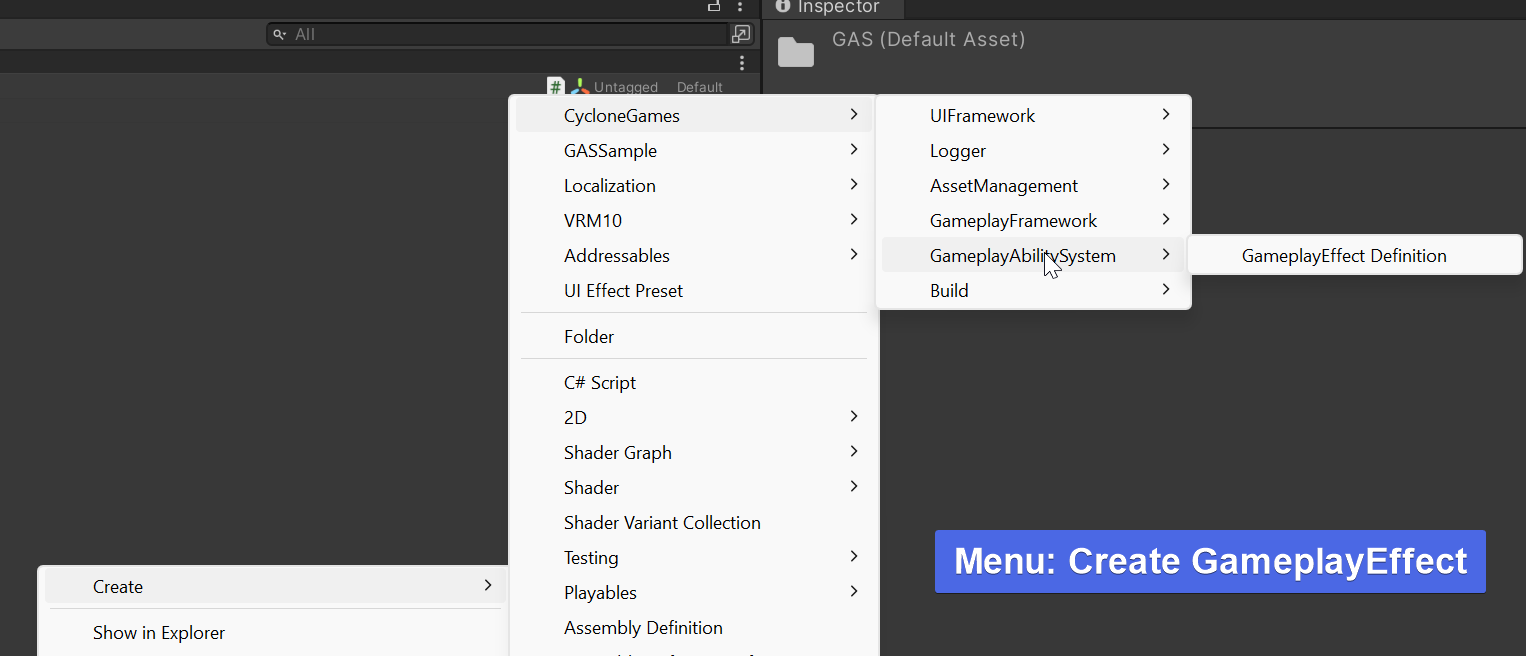 Inspector
All
GAS (Default Asset)
# Untagged Default
CycloneGames
GASSample
Localization
VRM10
Addressables
UI Effect Preset
Folder
C# Script
2D
Shader Graph
Shader
Shader Variant Collection
Testing
Playables
Assembly Definition
UIFramework
Logger
AssetManagement
GameplayFramework
GameplayAbilitySystem
Build
GameplayEffect Definition
Menu: Create GameplayEffect
Create
Show in Explorer